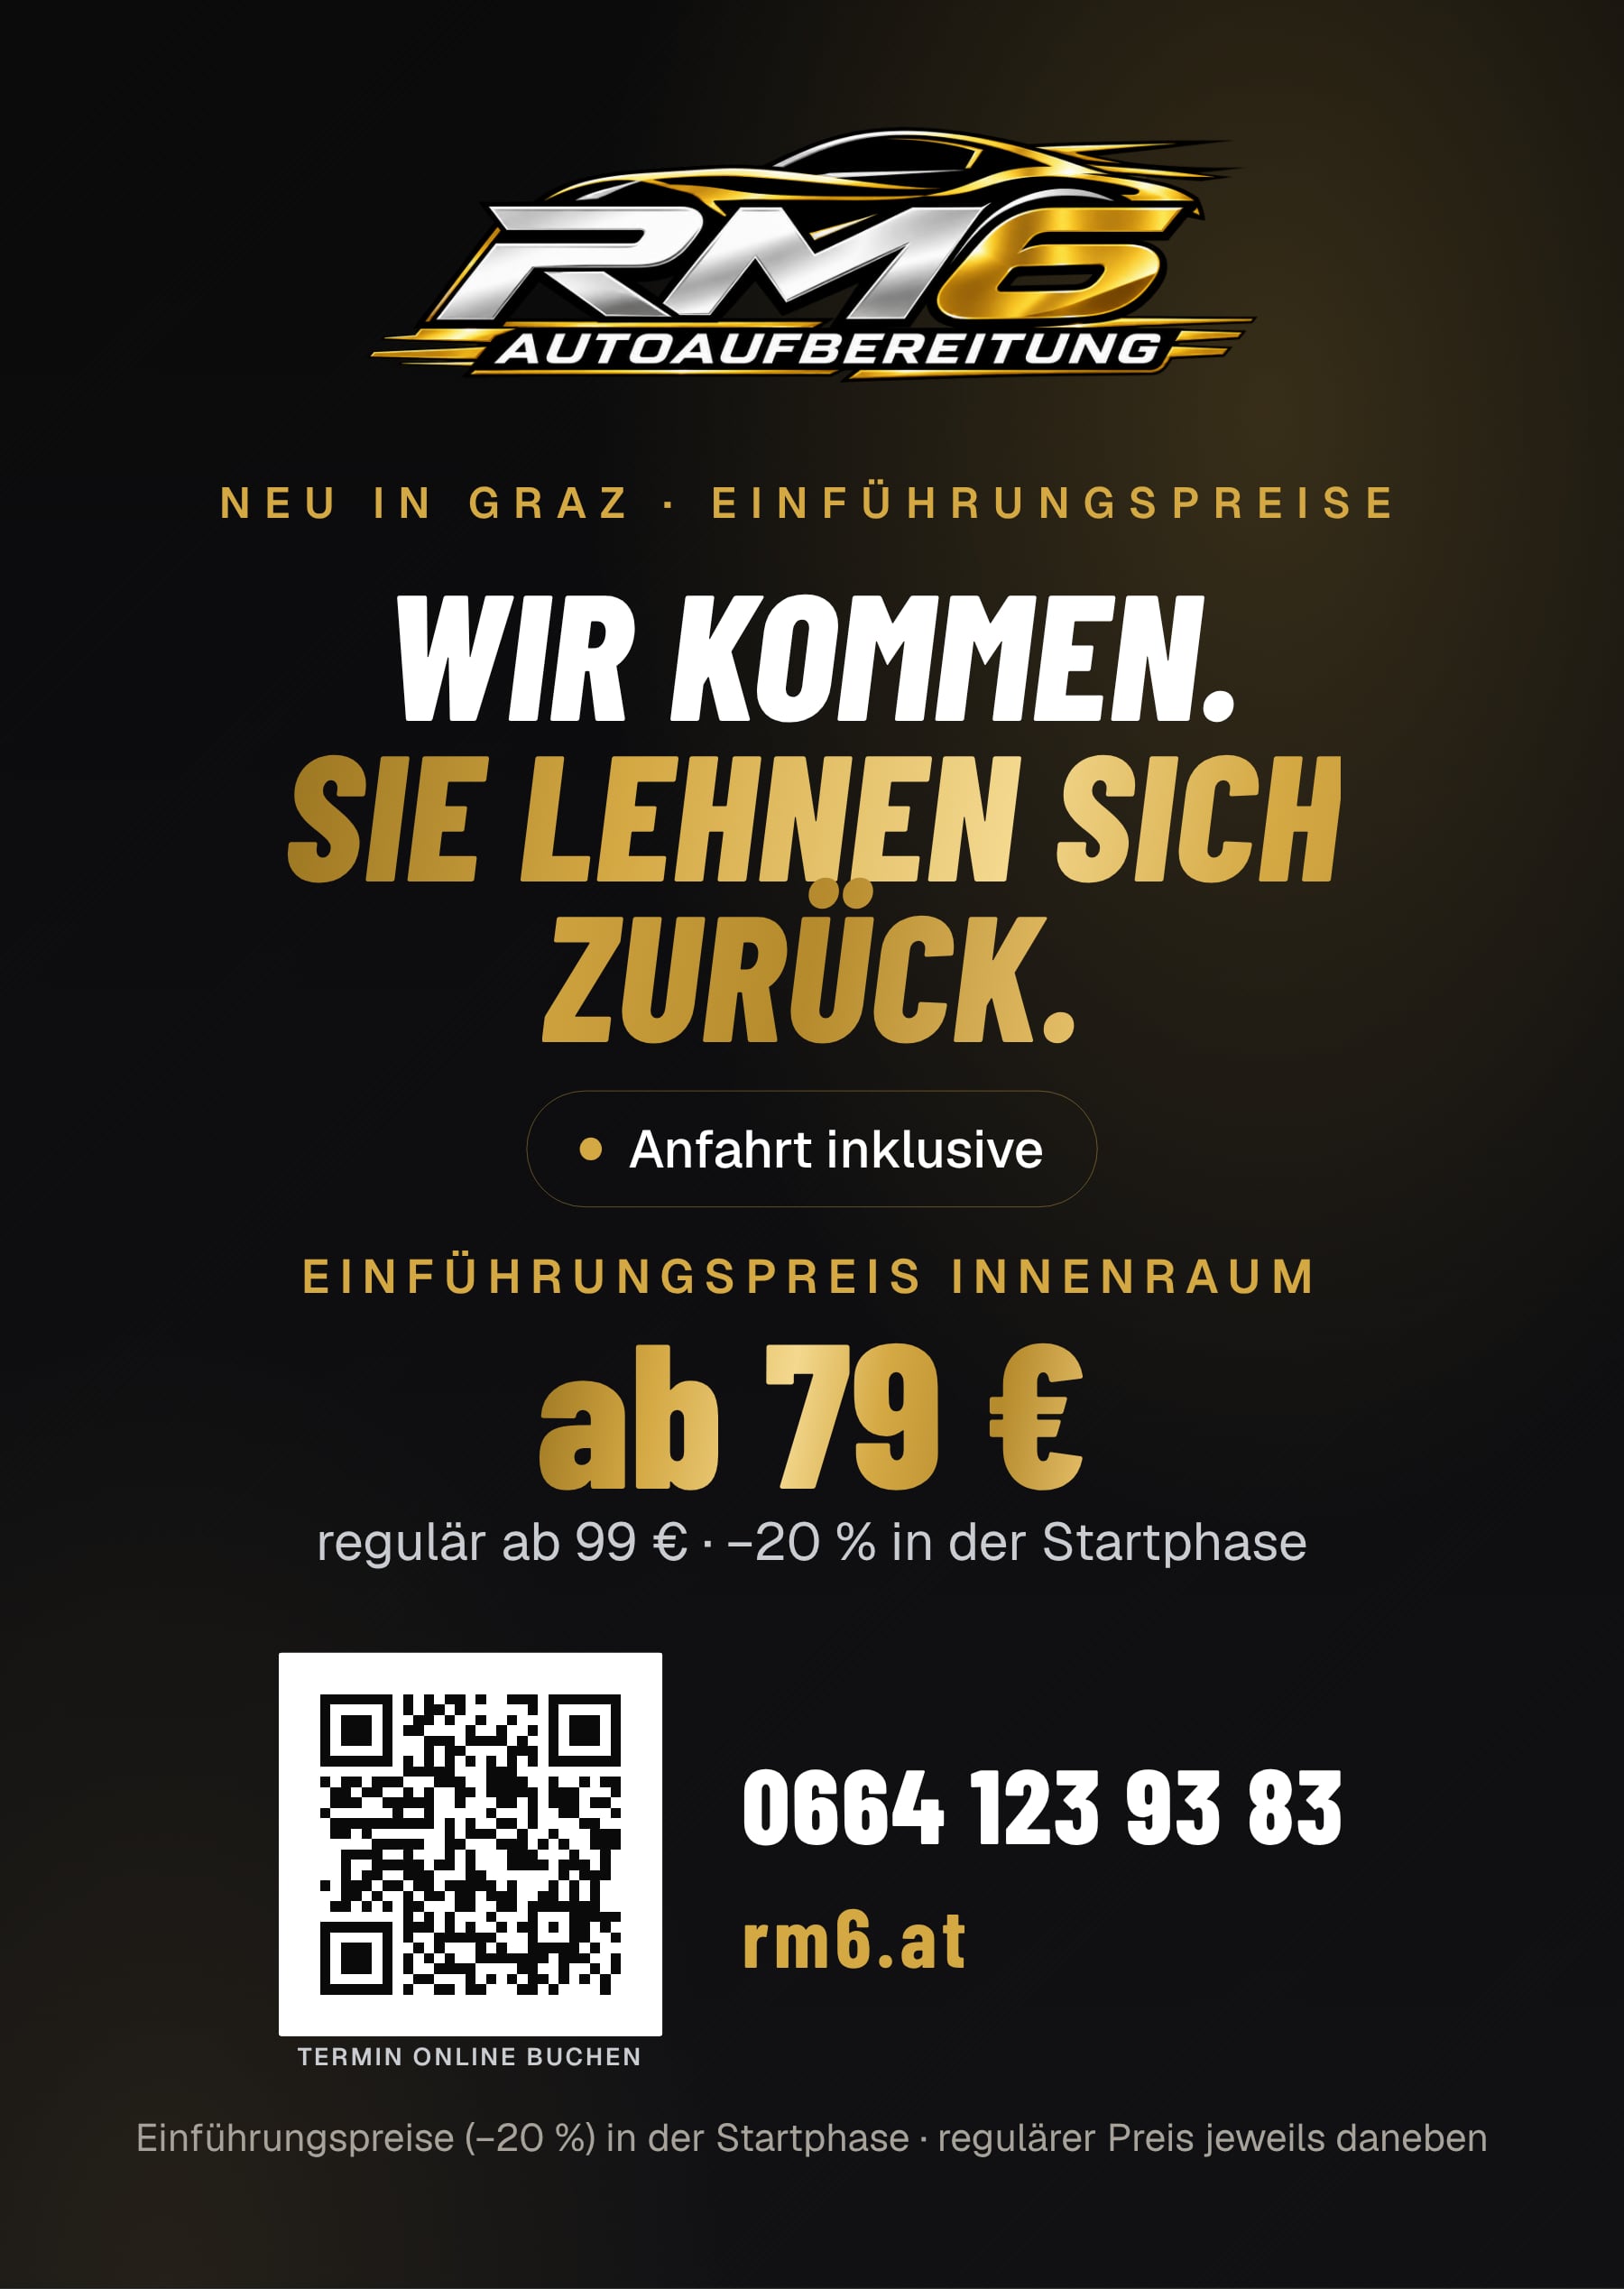 RM6
AUTOAUFBEREITUNG
NEU IN GRAZ · EINFÜHRUNGSPREISE
WIR KOMMEN.
SIE LEHNEN SICH
ZURÜCK.
Anfahrt inklusive
EINFÜHRUNGSPREIS INNENRAUM
ab 79 €
regulär ab 99 € · −20 % in der Startphase
0664 123 93 83
rm6.at
TERMIN ONLINE BUCHEN
Einführungspreise (−20 %) in der Startphase · regulärer Preis jeweils daneben